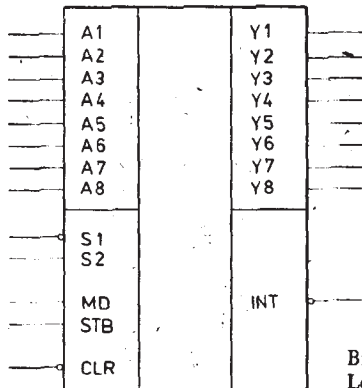 A1 Y1
A2 Y2
A3 Y3
A4 Y4
A5 Y5
A6 Y6
A7 Y7
A8 Y8
S1
S2
MD INT
STB
CLR